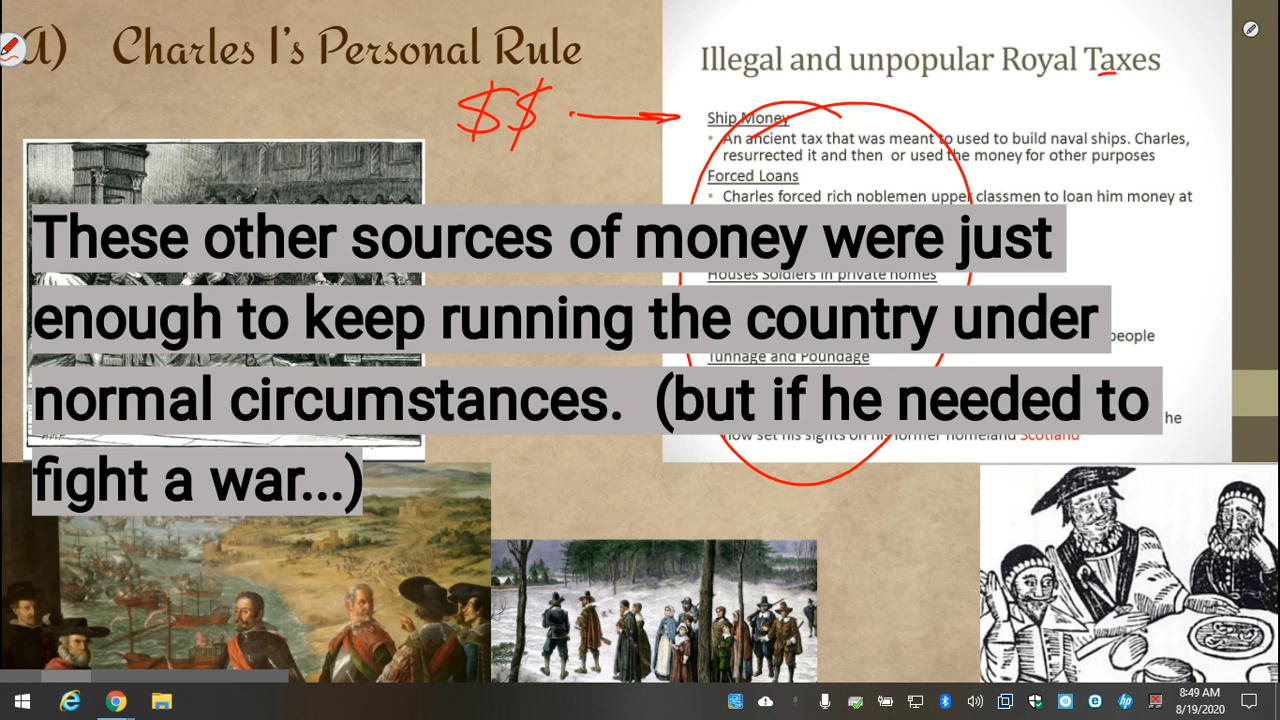 A) Charles I's Personal Rule
$$
Illegal and unpopular Royal Taxes
Ship Money
An ancient tax that was meant to used to build naval ships. Charles,
resurrected it and then or used the money for other purposes
Forced Loans
Charles forced rich noblemen upper classmen to loan him money at
These other sources of money were just
Houses Soldiers in private homes
enough to keep running the country under
people
Tunnage and Poundage
normal circumstances. (but if he needed to
he
now set his sights on his former homeland Scotland
fight a war...)
8:49 AM
8/19/2020